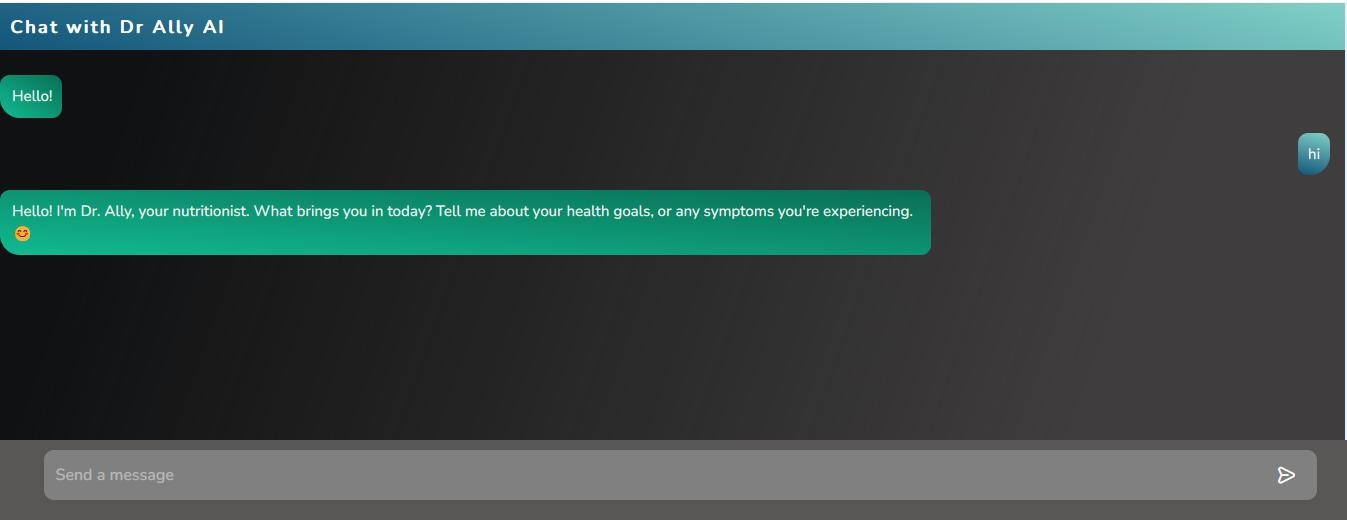 Chat with Dr Ally AI
Hello!
hi
Hello! I'm Dr. Ally, your nutritionist. What brings you in today? Tell me about your health goals, or any symptoms you're experiencing.
😊
Send a message